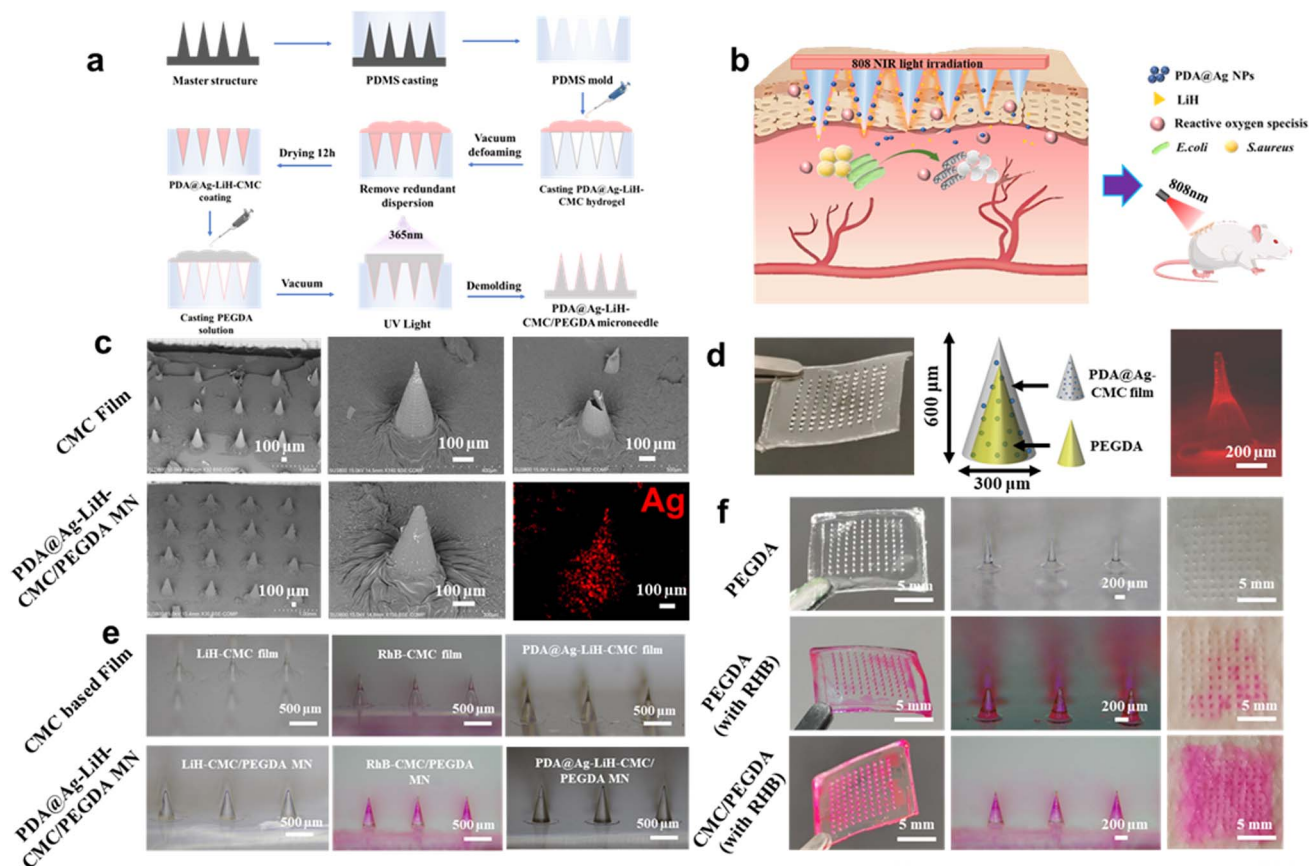 a
Master structure
PDMS casting
PDMS mold
Drying 12h
Vacuum
defoaming
PDA@Ag-LiH-CMC
coating
Remove redundant
dispersion
Casting PDA@Ag-LiH-
CMC hydrogel
365nm
Vacuum
Demolding
Casting PEGDA
solution
UV Light
PDA@Ag-LiH-
CMC/PEGDA microneedle
b
808 NIR light irradiation
PDA@Ag NPs
LiH
Reactive oxygen specisis
E.coli
S.aureus
808nm
c
CMC Film
100 μm
100 μm
100 μm
PDA@Ag-LiH-
CMC/PEGDA MN
100 μm
100 μm
Ag
100 μm
d
600 μm
300 μm
PDA@Ag-
CMC film
PEGDA
200 μm
e
CMC based Film
LiH-CMC film
500 μm
RhB-CMC film
500 μm
PDA@Ag-LiH-CMC film
500 μm
PDA@Ag-LiH-
CMC/PEGDA MN
LiH-CMC/PEGDA MN
500 μm
RhB-CMC/PEGDA
MN
500 μm
PDA@Ag-LiH-CMC/
PEGDA MN
500 μm
f
PEGDA
5 mm
200 μm
5 mm
PEGDA
(with RHB)
5 mm
200 μm
5 mm
CMC/PEGDA
(with RHB)
5 mm
200 μm
5 mm